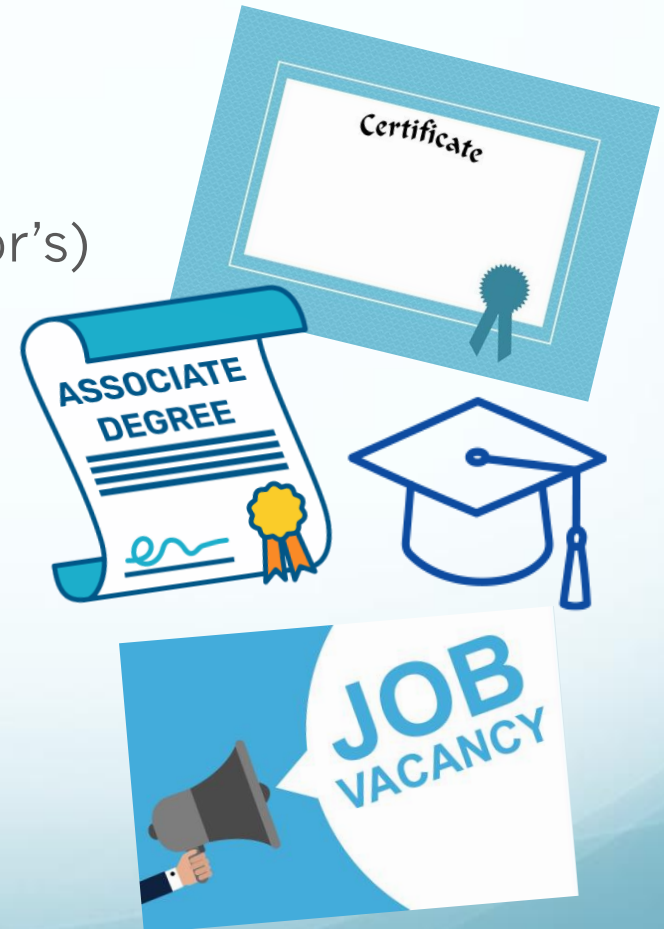 Certificate
or's)
ASSOCIATE
DEGREE
JOB
VACANCY